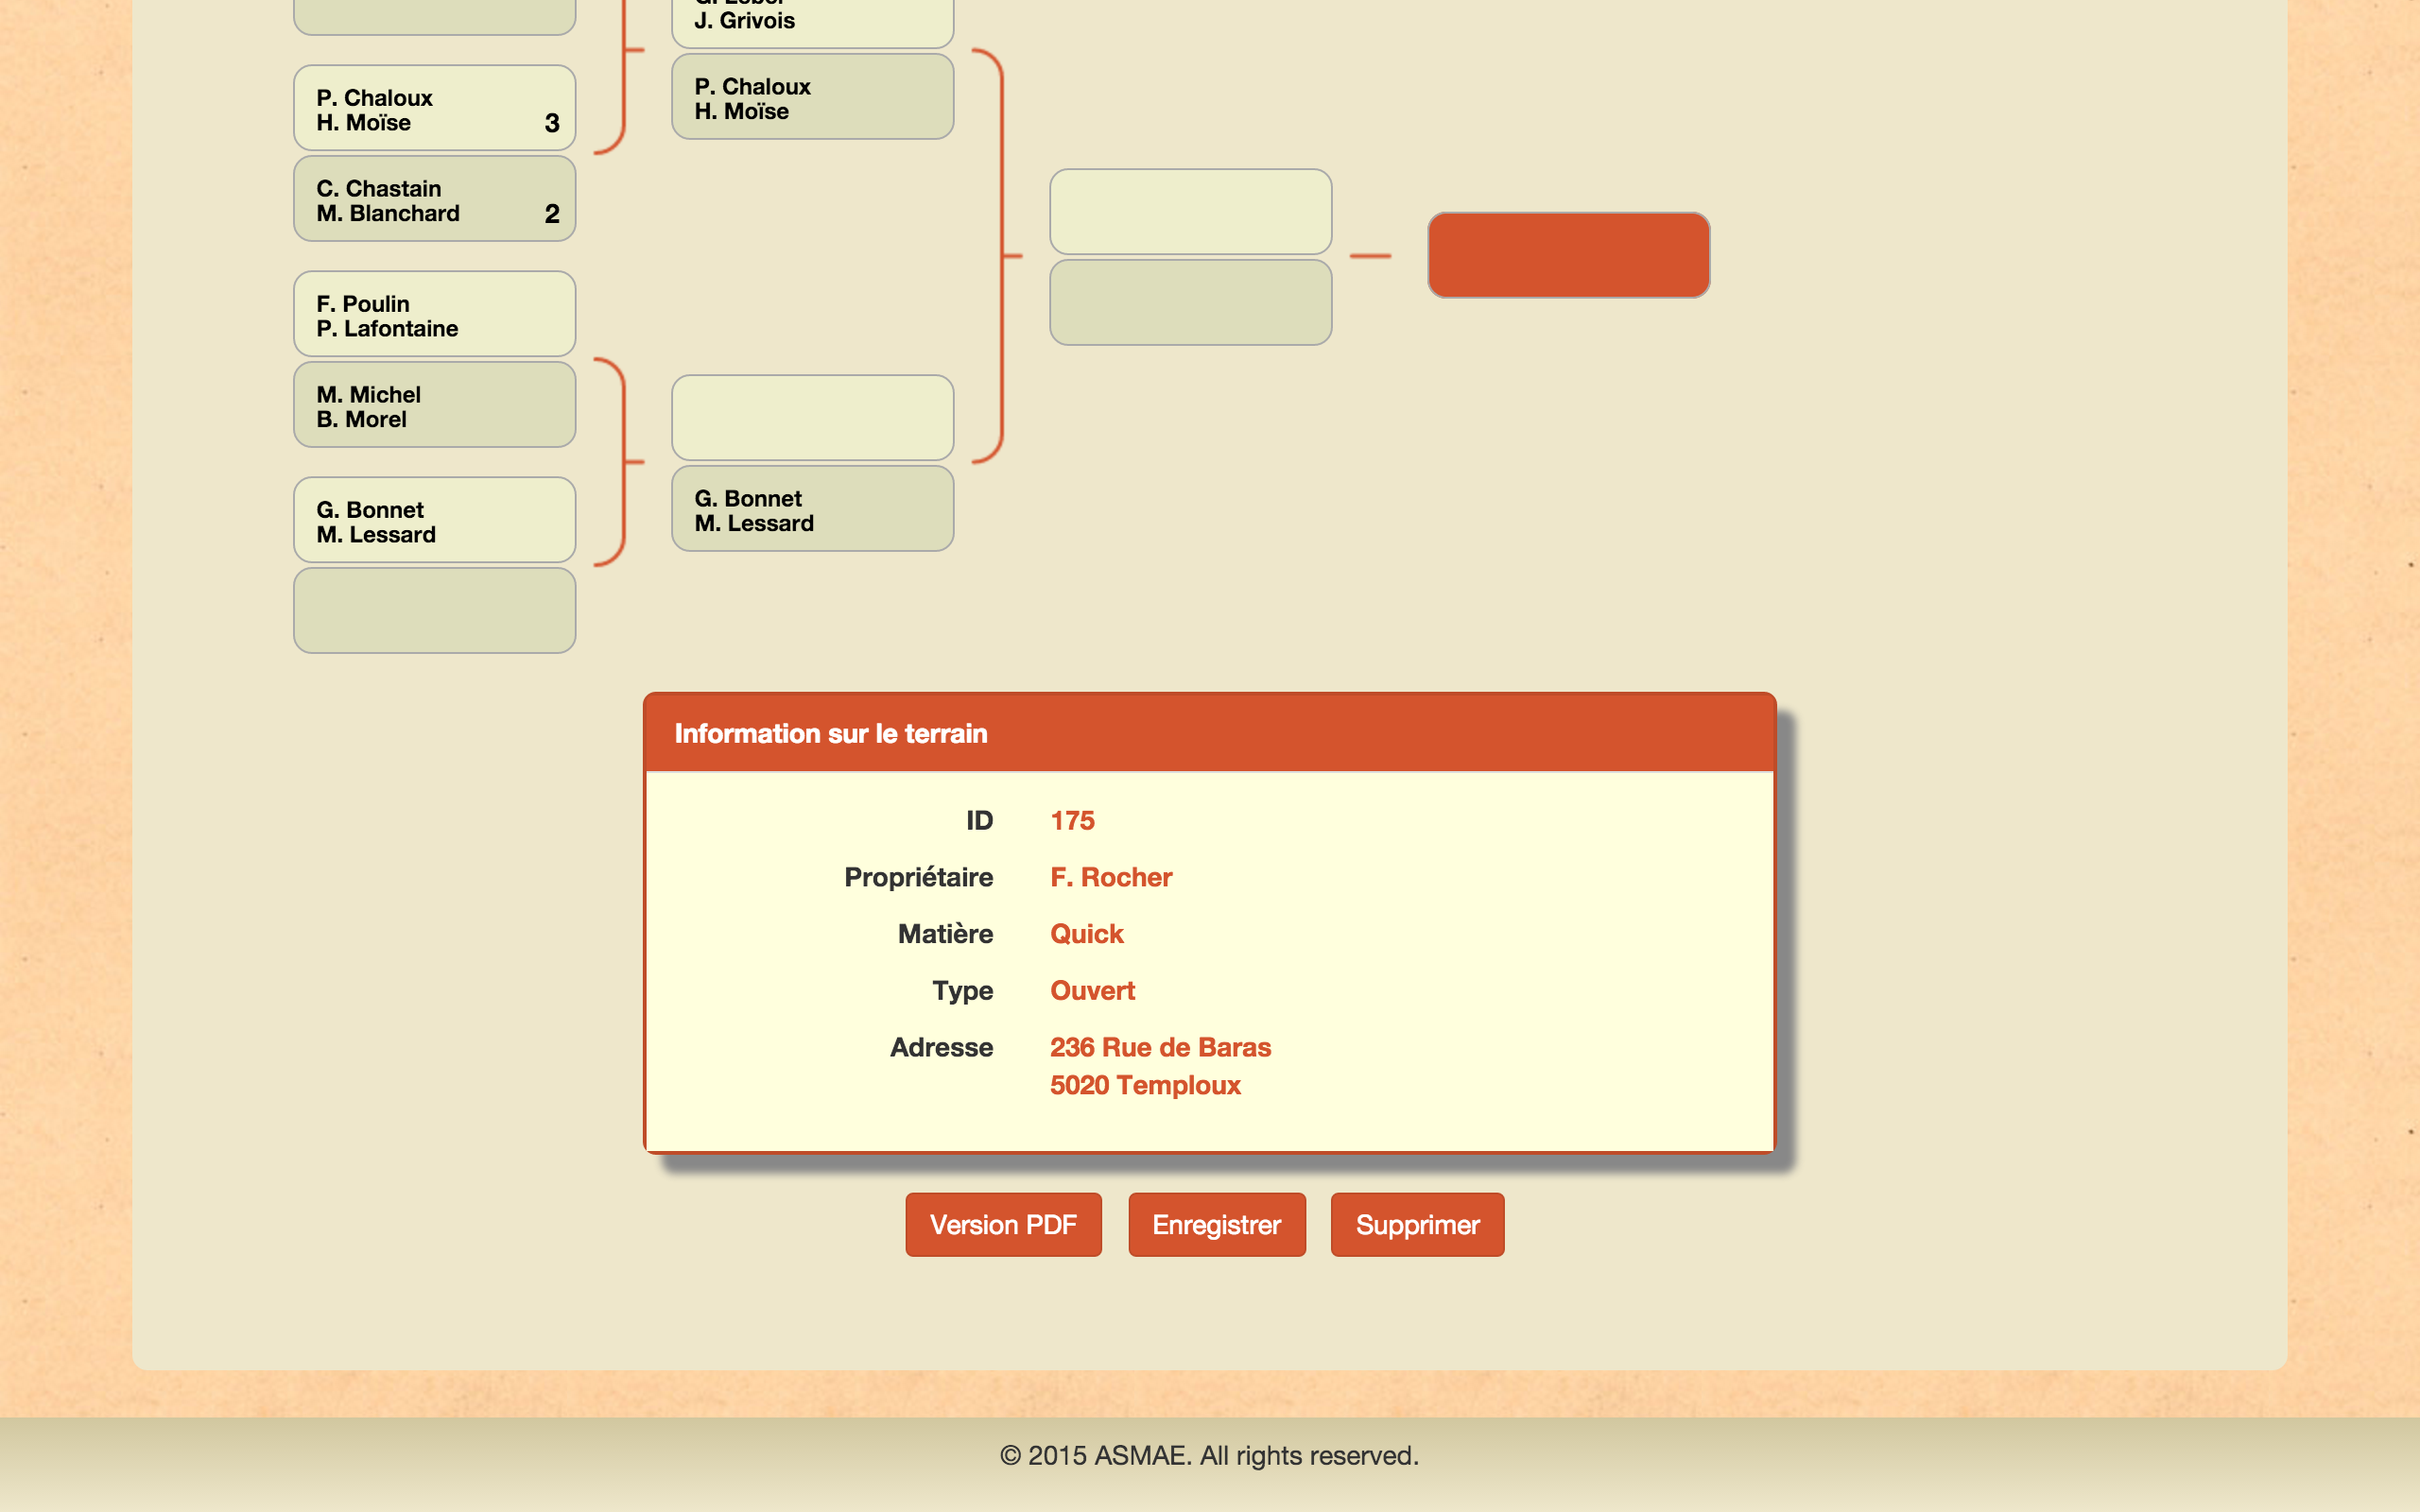 J. Grivois
P. Chaloux
H. Moïse
3
C. Chastain
M. Blanchard
2
P. Chaloux
H. Moïse
F. Poulin
P. Lafontaine
M. Michel
B. Morel
G. Bonnet
M. Lessard
G. Bonnet
M. Lessard
Information sur le terrain
ID 175
Propriétaire F. Rocher
Matière Quick
Type Ouvert
Adresse 236 Rue de Baras
5020 Temploux
Version PDF Enregistrer Supprimer
© 2015 ASMAE. All rights reserved.